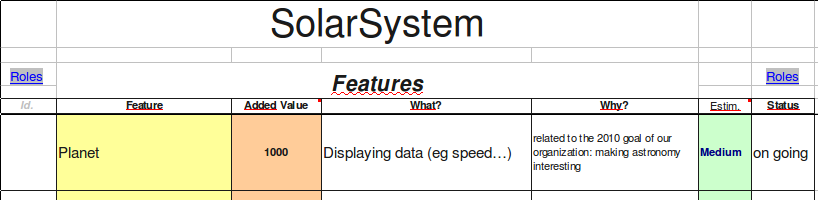 SolarSystem
Roles
Features
Roles
Id.
Feature
Added Value
What?
Why?
Estim.
Status
Planet
1000
Displaying data (eg speed…)
related to the 2010 goal of our
organization: making astronomy
interesting
Medium
on going